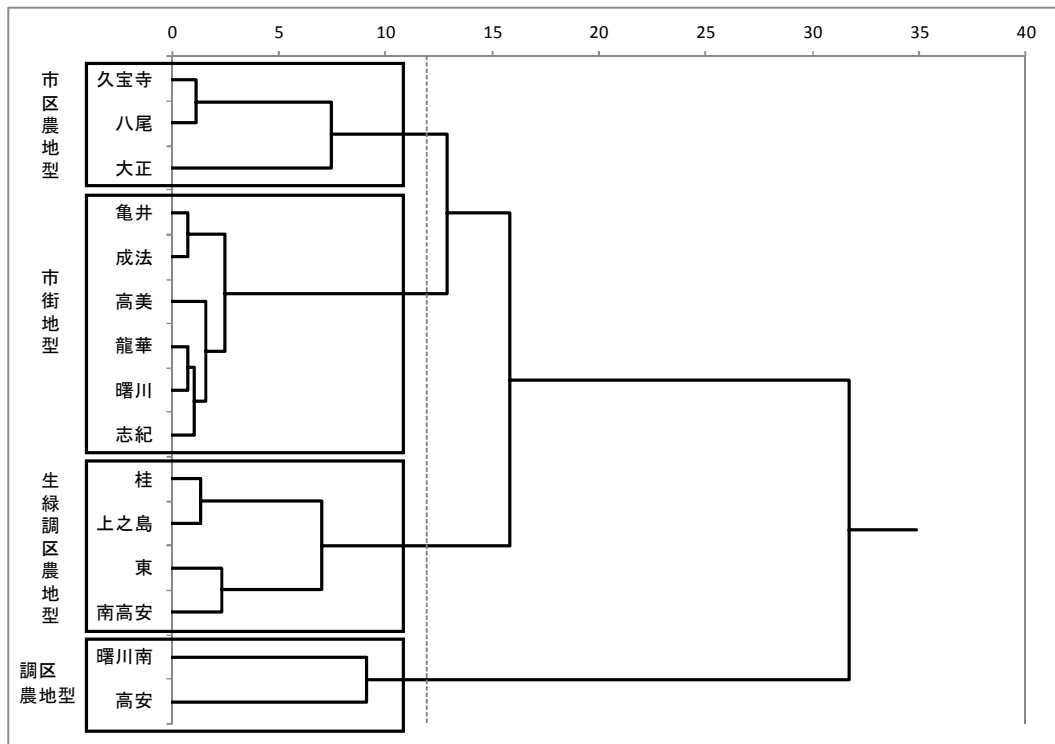 0 5 10 15 20 25 30 35 40
市区農地型
久宝寺
八尾
大正
市街地型
亀井
成法
高美
龍華
曙川
志紀
生緑調区農地型
桂
上之島
東
南高安
調区
農地型
曙川南
高安